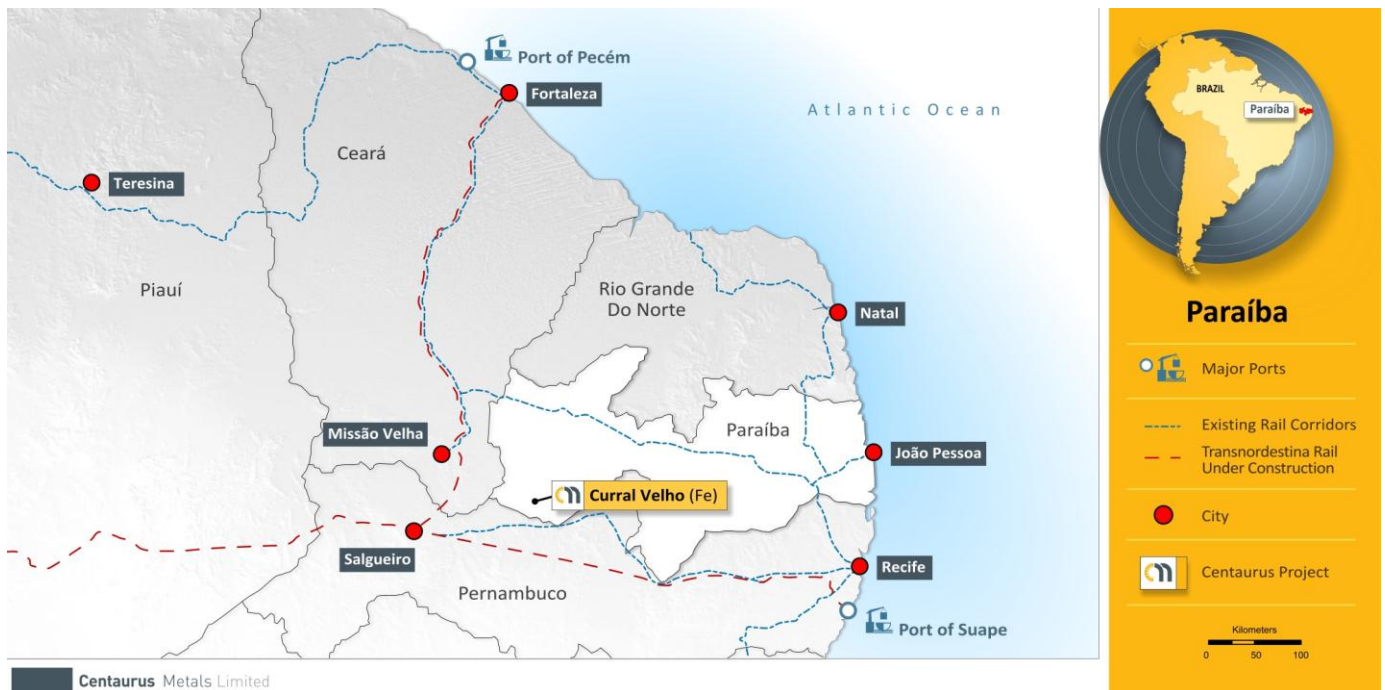 Port of Pecém
Fortaleza
Atlantic Ocean
Ceará
Teresina
Piauí
Rio Grande
Do Norte
Natal
Missão Velha
Paraíba
João Pessoa
Curral Velho (Fe)
Salgueiro
Recife
Pernambuco
Port of Suape
Centaurus Metals Limited
BRAZIL
Paraíba
Paraíba
Major Ports
Existing Rail Corridors
Transnordestina Rail
Under Construction
City
Centaurus Project
Kilometers
0 50 100